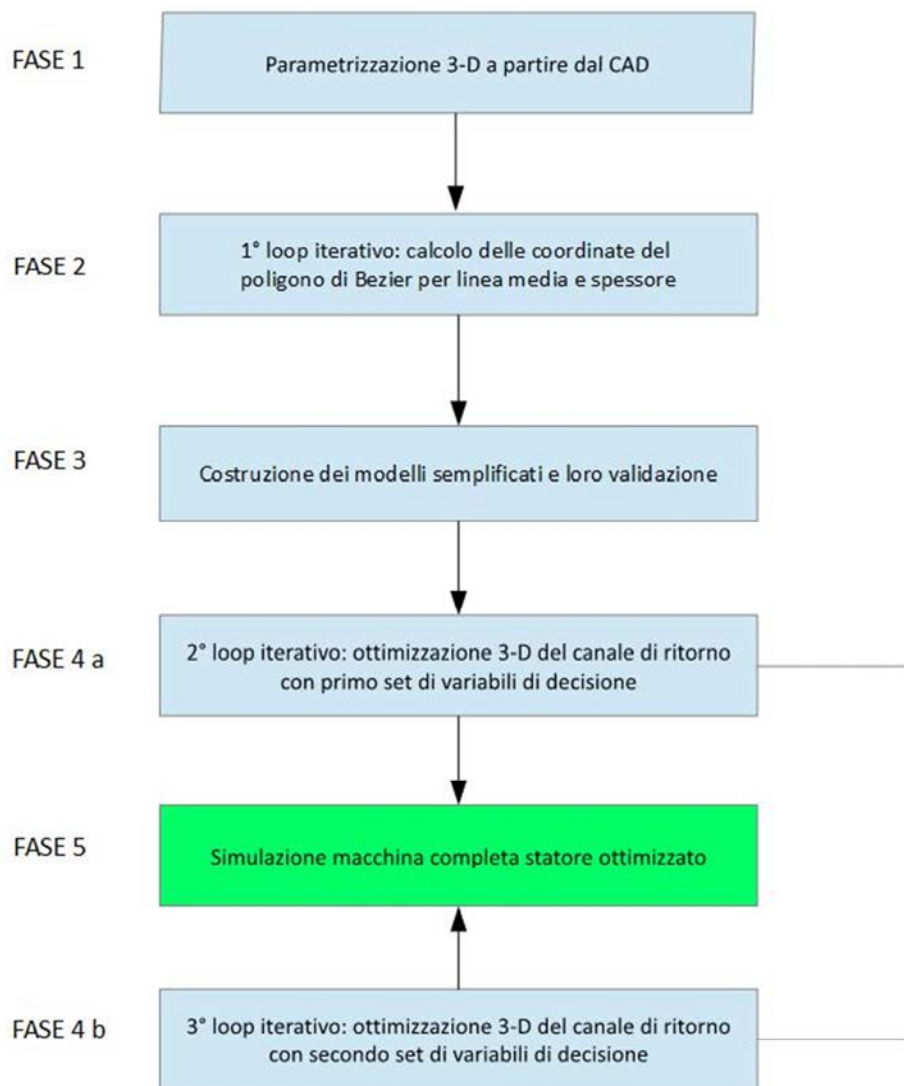 FASE 1
Parametrizzazione 3-D a partire dal CAD
FASE 2
1° loop iterativo: calcolo delle coordinate del
poligono di Bezier per linea media e spessore
FASE 3
Costruzione dei modelli semplificati e loro validazione
FASE 4 a
2° loop iterativo: ottimizzazione 3-D del canale di ritorno
con primo set di variabili di decisione
FASE 5
Simulazione macchina completa statore ottimizzato
FASE 4 b
3° loop iterativo: ottimizzazione 3-D del canale di ritorno
con secondo set di variabili di decisione